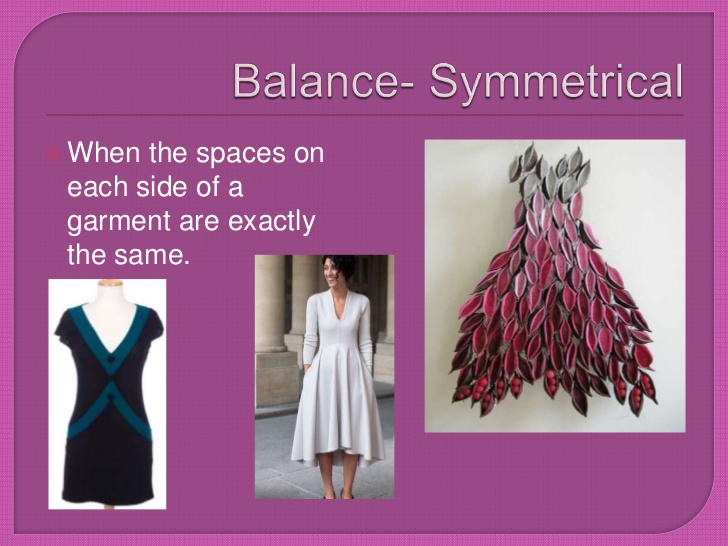 Balance- Symmetrical
When the spaces on
each side of a
garment are exactly
the same.